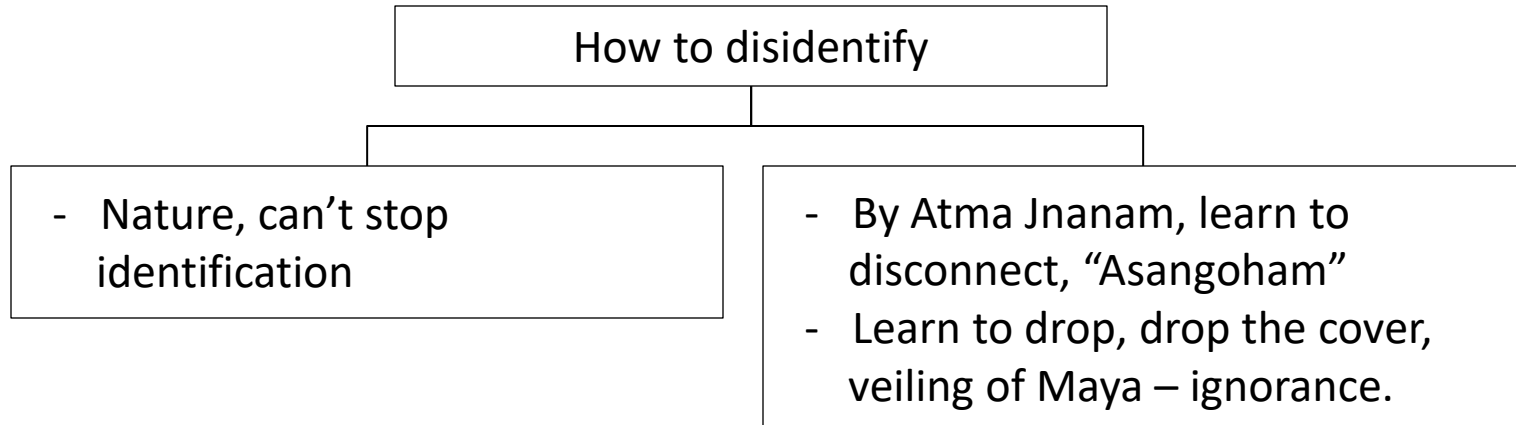 How to disidentify
- Nature, can’t stop
identification
- By Atma Jnanam, learn to
disconnect, “Asangoham”
- Learn to drop, drop the cover,
veiling of Maya – ignorance.